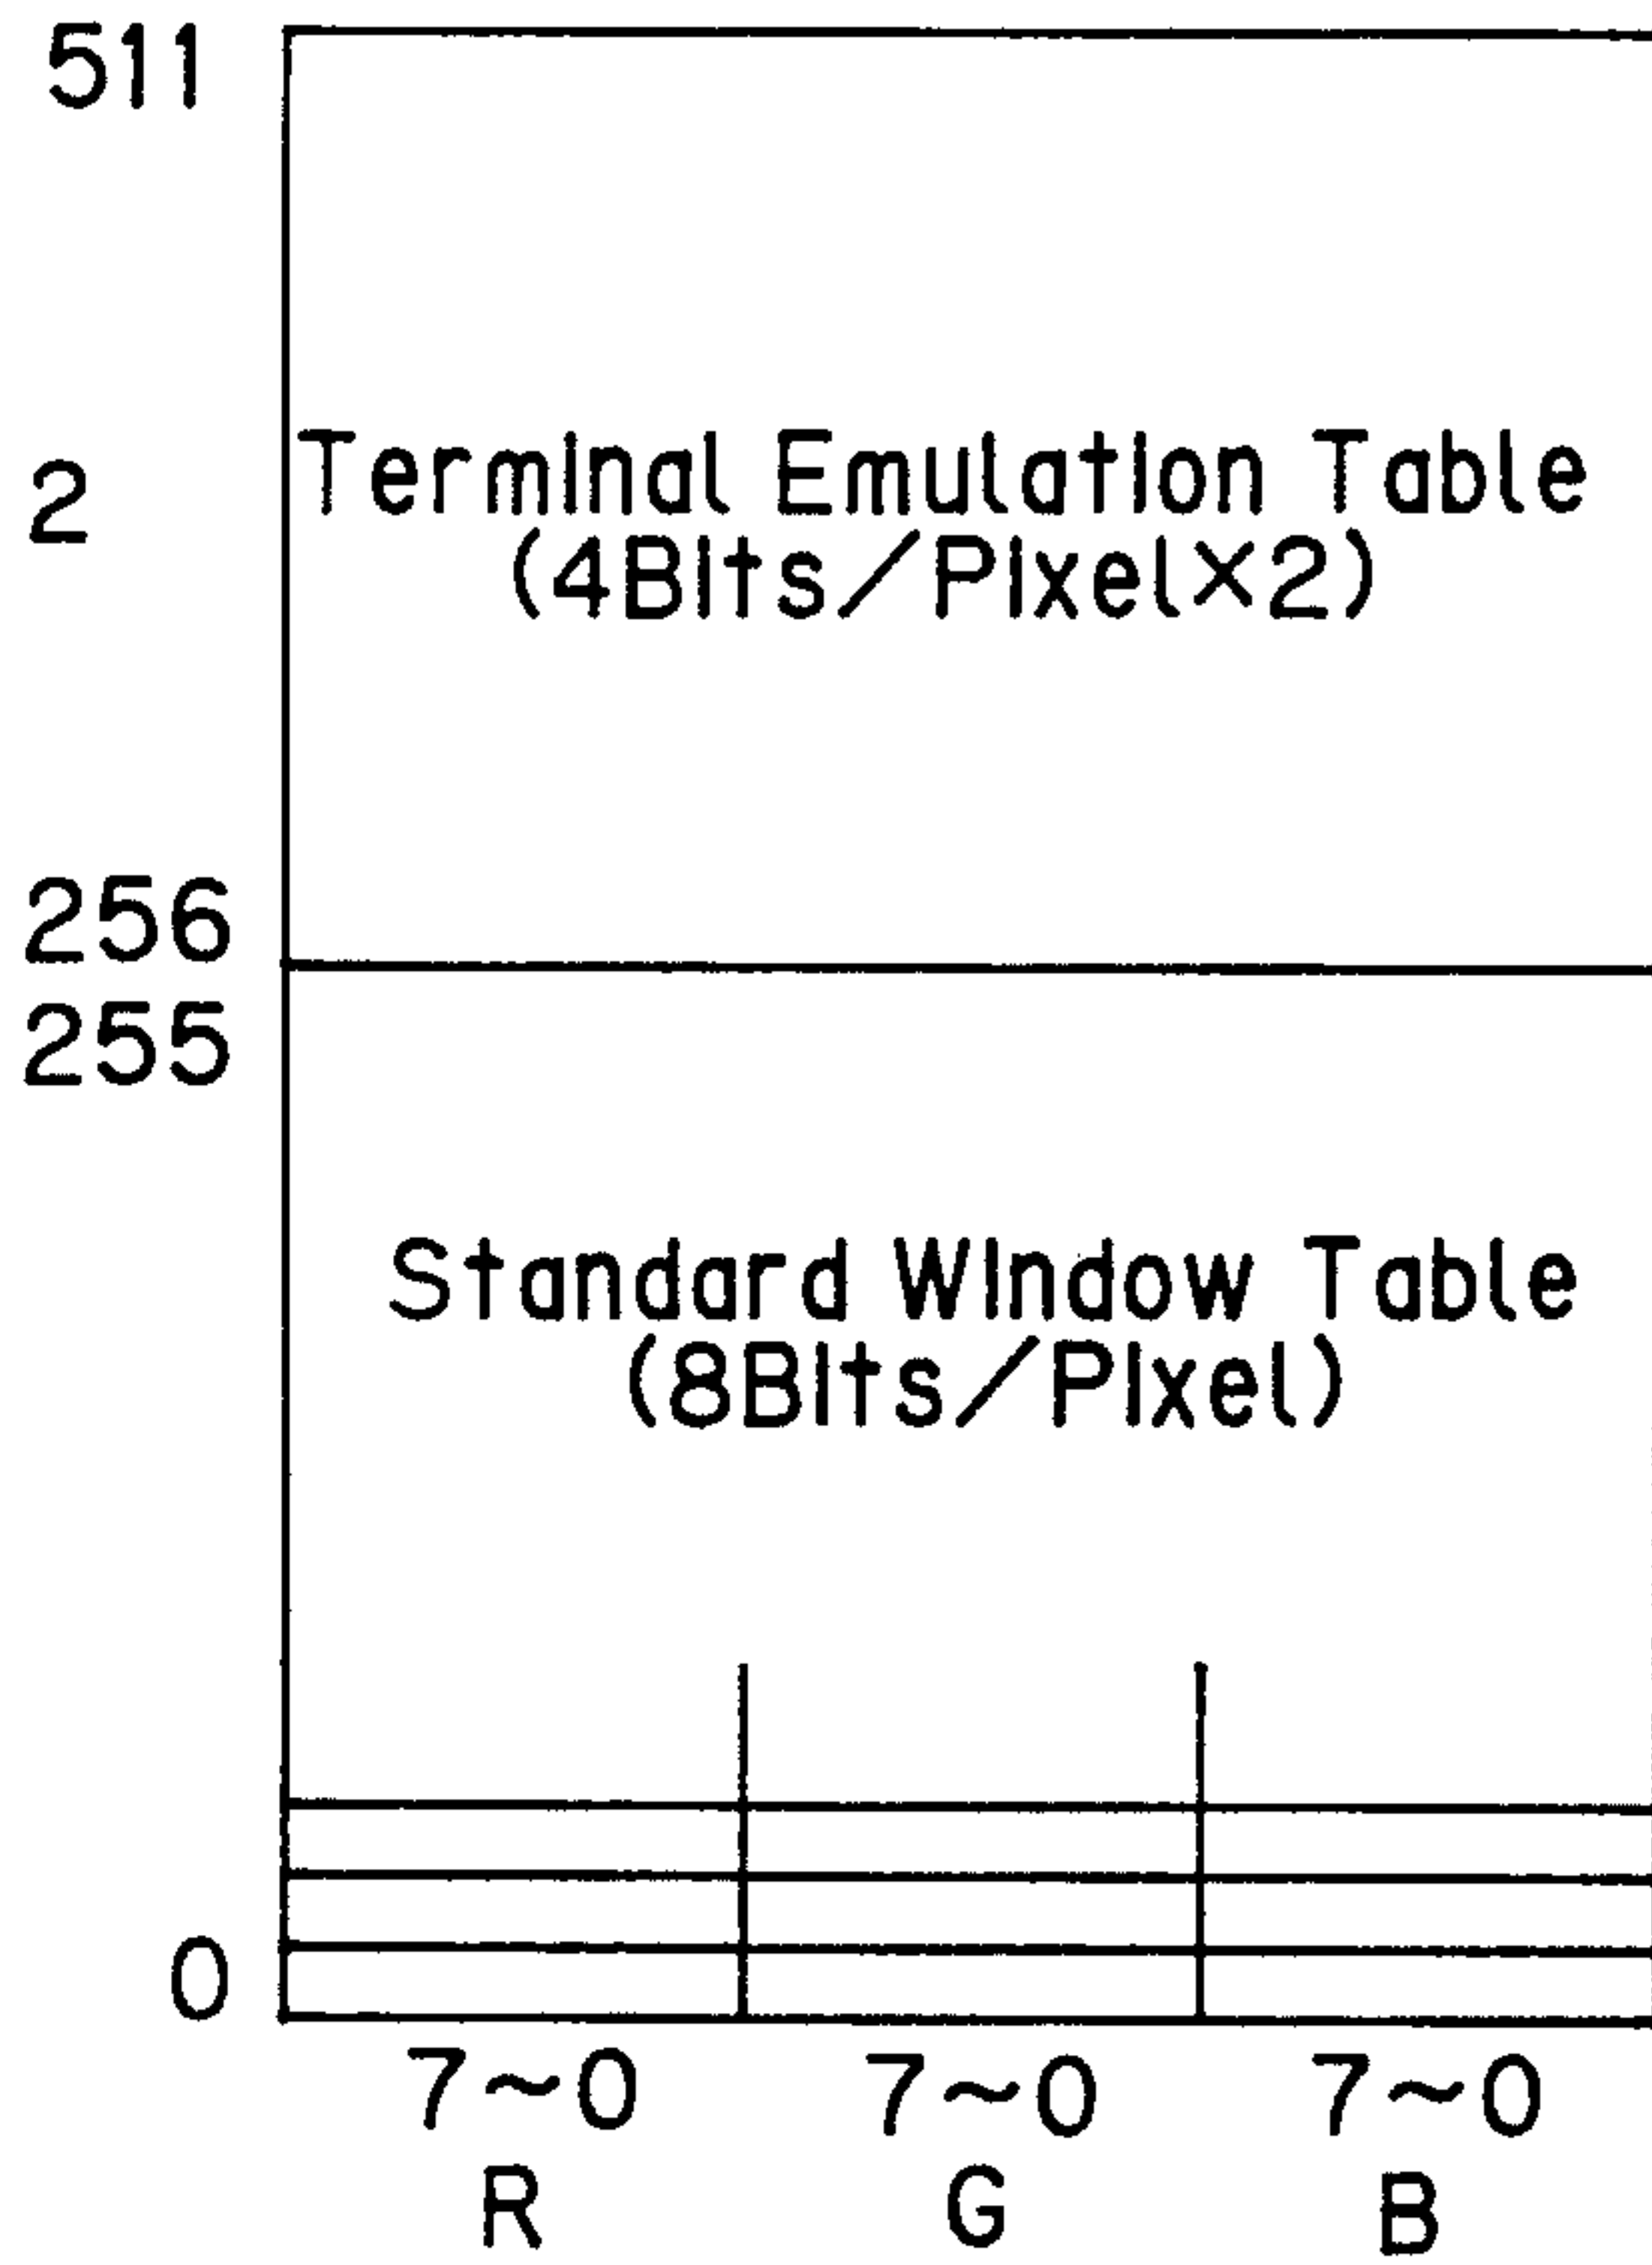 511
2
Terminal Emulation Table
(4Bits/Pixel×2)
256
255
Standard Window Table
(8Bits/Pixel)
0
7~0 7~0 7~0
R G B